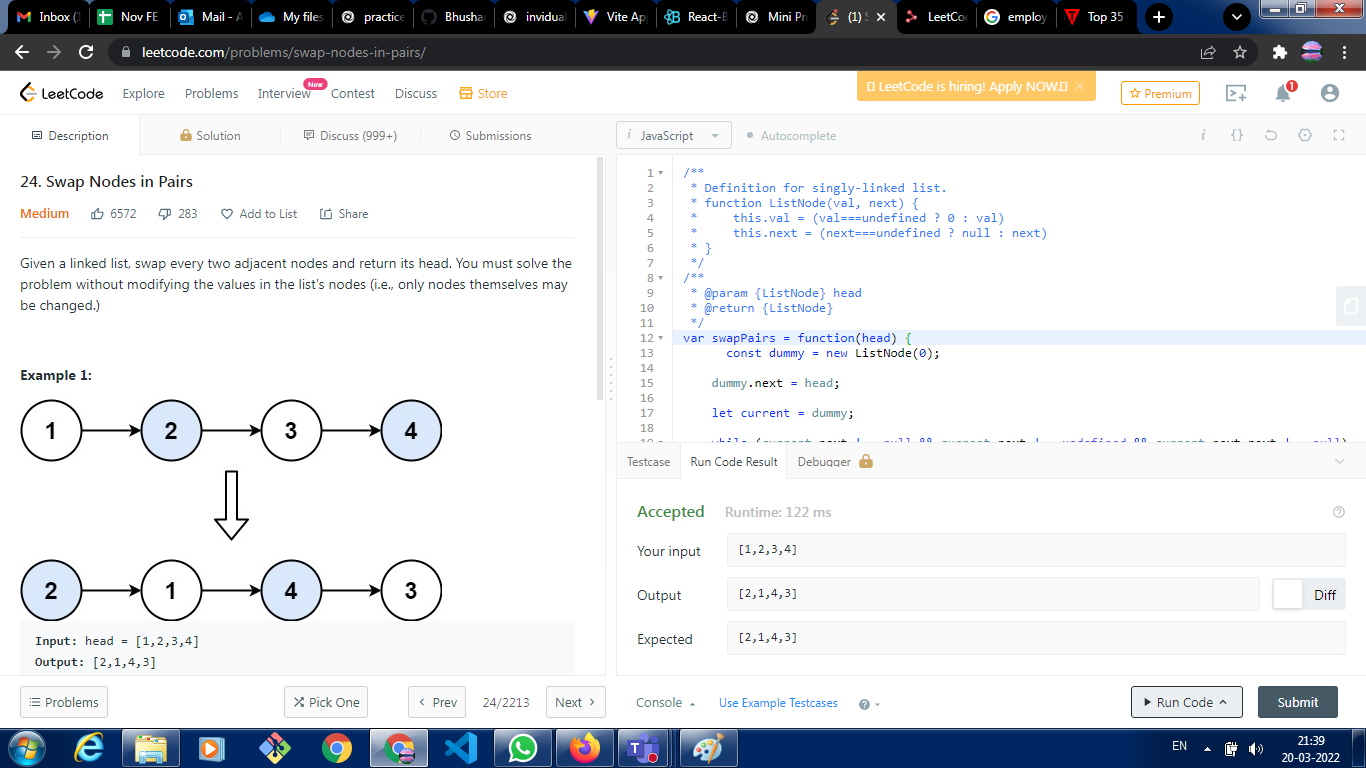 Inbox (1
Nov FE
Mail - A
My files
practice
Bhusha
invidual
Vite Ap
React-B
Mini Pro
(1) S
LeetCo
employ
Top 35
leetcode.com/problems/swap-nodes-in-pairs/
LeetCode
Explore
Problems
Interview
New
Contest
Discuss
Store
LeetCode is hiring! Apply NOW.
Premium
1
Description
Solution
Discuss (999+)
Submissions
i JavaScript
Autocomplete
i {}
24. Swap Nodes in Pairs
Medium 6572 283 Add to List Share
Given a linked list, swap every two adjacent nodes and return its head. You must solve the
problem without modifying the values in the list's nodes (i.e., only nodes themselves may
be changed.)
Example 1:
1 2 3 4
2 1 4 3
Input: head = [1,2,3,4]
Output: [2,1,4,3]
1 /**
2 * Definition for singly-linked list.
3 * function ListNode(val, next) {
4 *     this.val = (val===undefined ? 0 : val)
5 *     this.next = (next===undefined ? null : next)
6 * }
7 */
8 /**
9 * @param {ListNode} head
10 * @return {ListNode}
11 */
12 var swapPairs = function(head) {
13 const dummy = new ListNode(0);
14
15 dummy.next = head;
16
17 let current = dummy;
18
Testcase
Run Code Result
Debugger
Accepted Runtime: 122 ms
Your input [1,2,3,4]
Output [2,1,4,3] Diff
Expected [2,1,4,3]
Problems
Pick One
Prev
24/2213
Next
Console
Use Example Testcases
Run Code
Submit
EN
21:39
20-03-2022